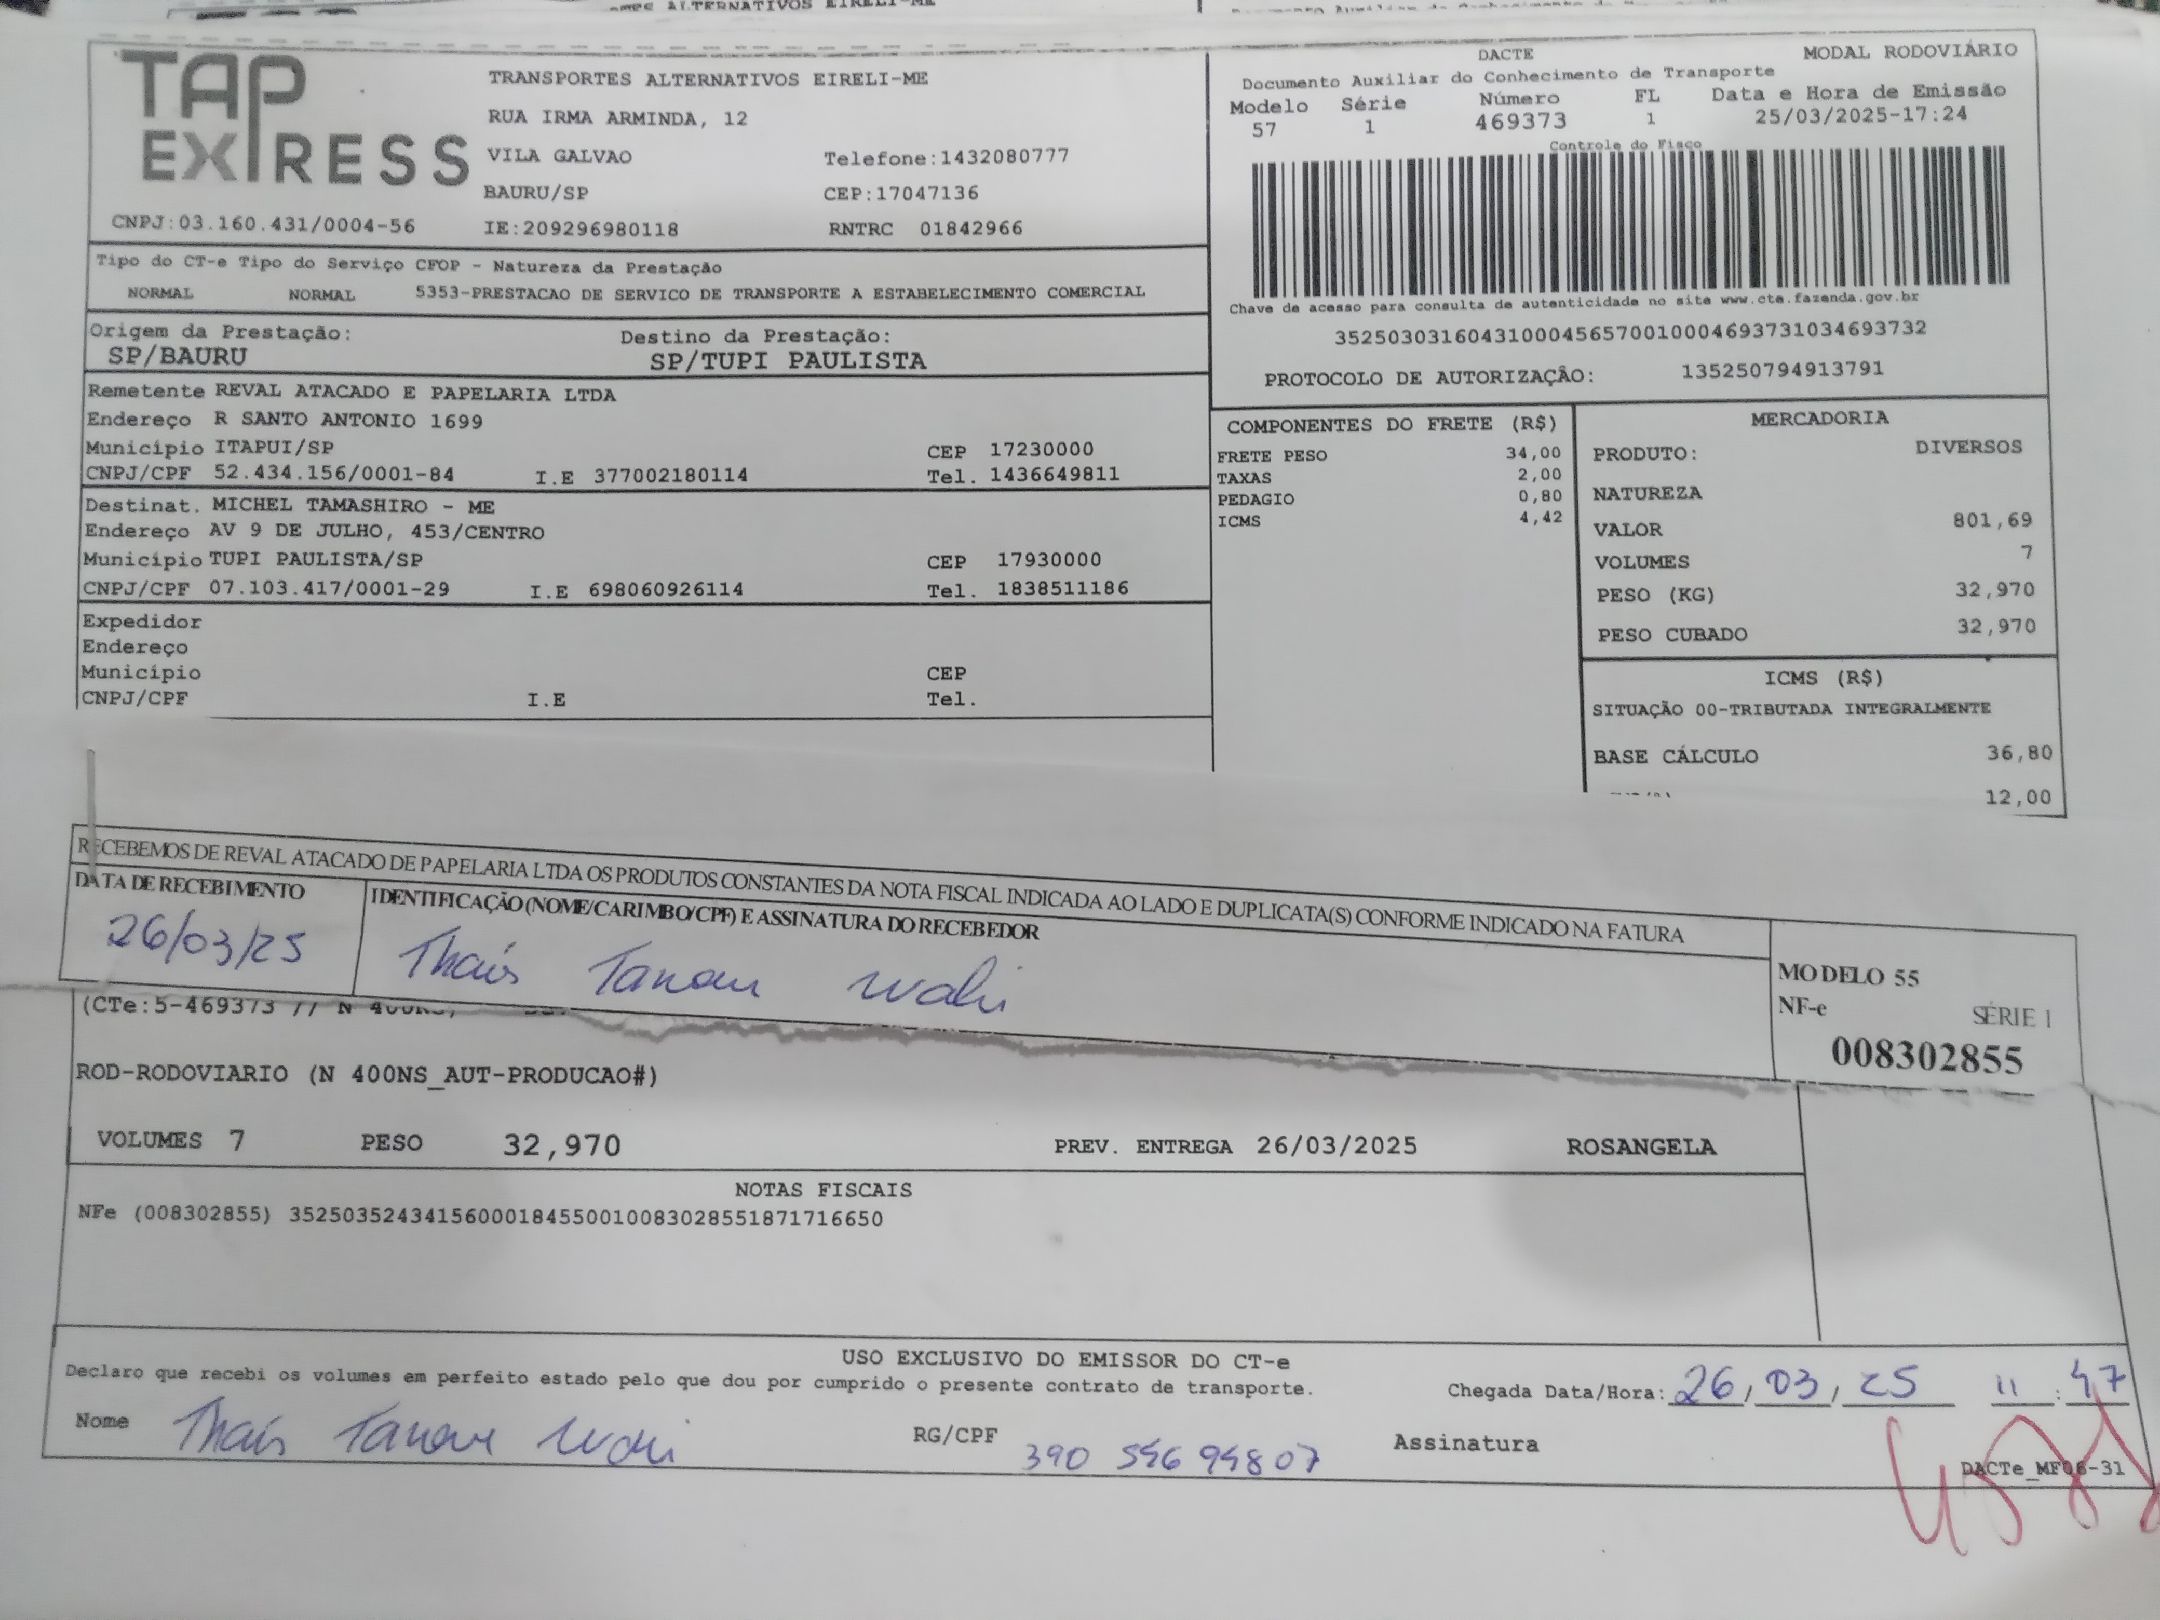 TAP EXPRESS
TRANSPORTES ALTERNATIVOS EIRELI-ME
RUA IRMA ARMINDA, 12
VILA GALVAO Telefone:1432080777
BAURU/SP CEP:17047136
CNPJ:03.160.431/0004-56 IE:209296980118 RNTRC 01842966
DACTE MODAL RODOVIÁRIO
Documento Auxiliar do Conhecimento de Transporte
Modelo Série Número FL Data e Hora de Emissão
57 1 469373 1 25/03/2025-17:24
Controle do Fisco
Chave de acesso para consulta de autenticidade no site www.cte.fazenda.gov.br
35250303160431000456570010004693731034693732
PROTOCOLO DE AUTORIZAÇÃO: 135250794913791
Tipo do CT-e Tipo do Serviço CFOP - Natureza da Prestação
NORMAL NORMAL 5353-PRESTACAO DE SERVICO DE TRANSPORTE A ESTABELECIMENTO COMERCIAL
Origem da Prestação: Destino da Prestação:
SP/BAURU SP/TUPI PAULISTA
Remetente REVAL ATACADO E PAPELARIA LTDA
Endereço R SANTO ANTONIO 1699
Município ITAPUI/SP CEP 17230000
CNPJ/CPF 52.434.156/0001-84 I.E 377002180114 Tel. 1436649811
Destinat. MICHEL TAMASHIRO - ME
Endereço AV 9 DE JULHO, 453/CENTRO
Município TUPI PAULISTA/SP CEP 17930000
CNPJ/CPF 07.103.417/0001-29 I.E 698060926114 Tel. 1838511186
Expedidor
Endereço
Município CEP
CNPJ/CPF I.E Tel.
COMPONENTES DO FRETE (R$)
FRETE PESO 34,00
TAXAS 2,00
PEDAGIO 0,80
ICMS 4,42
MERCADORIA
PRODUTO: DIVERSOS
NATUREZA
VALOR 801,69
VOLUMES 7
PESO (KG) 32,970
PESO CUBADO 32,970
ICMS (R$)
SITUAÇÃO 00-TRIBUTADA INTEGRALMENTE
BASE CÁLCULO 36,80
12,00
RECEBEMOS DE REVAL ATACADO DE PAPELARIA LTDA OS PRODUTOS CONSTANTES DA NOTA FISCAL INDICADA AO LADO E DUPLICATA(S) CONFORME INDICADO NA FATURA
DATA DE RECEBIMENTO IDENTIFICAÇÃO (NOME/CARIMBO/CPF) E ASSINATURA DO RECEBEDOR
26/03/25 Thaís
MODELO 55
NF-e SÉRIE 1
008302855
(CTe:5-469373 // N
ROD-RODOVIARIO (N 400NS_AUT-PRODUCAO#)
VOLUMES 7 PESO 32,970 PREV. ENTREGA 26/03/2025 ROSANGELA
NOTAS FISCAIS
NFe (008302855) 35250352434156000184550010083028551871716650
USO EXCLUSIVO DO EMISSOR DO CT-e
Declaro que recebi os volumes em perfeito estado pelo que dou por cumprido o presente contrato de transporte. Chegada Data/Hora: 26/03/25 11:47
Nome Thaís RG/CPF 390 546 948 07 Assinatura
DACTe_MF06-31